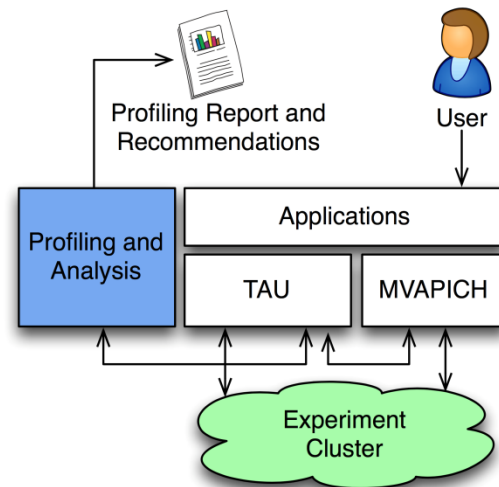 Profiling Report and
Recommendations
User
Profiling and
Analysis
Applications
TAU
MVAPICH
Experiment
Cluster